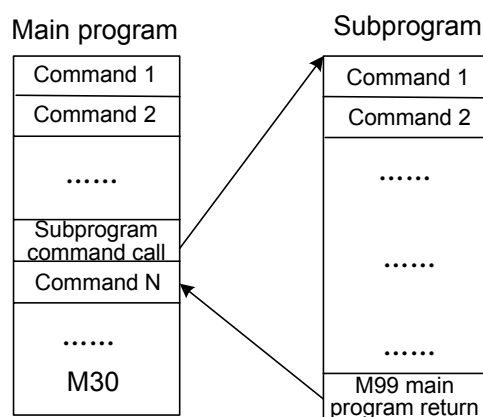 Main program
Command 1
Command 2
......
Subprogram
command call
Command N
......
M30
Subprogram
Command 1
Command 2
......
......
......
M99 main
program return